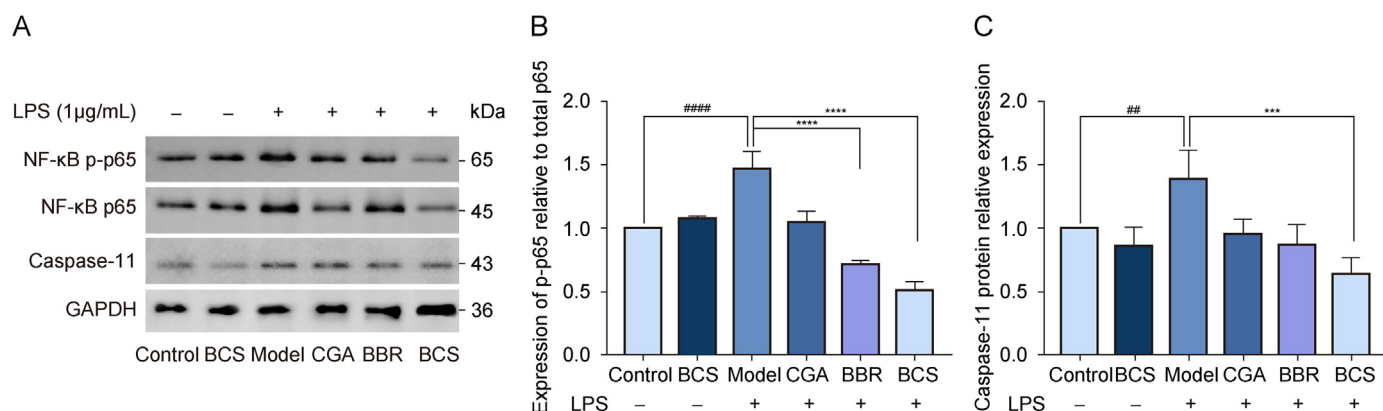 A
LPS (1µg/mL) – – + + + + kDa
NF-κB p-p65 65
NF-κB p65 45
Caspase-11 43
GAPDH 36
Control BCS Model CGA BBR BCS
B
Expression of p-p65 relative to total p65
2.0
1.5
1.0
0.5
0.0
####
****
****
Control BCS Model CGA BBR BCS
LPS – – + + + +
C
Caspase-11 protein relative expression
2.0
1.5
1.0
0.5
0.0
##
***
Control BCS Model CGA BBR BCS
LPS – – + + + +